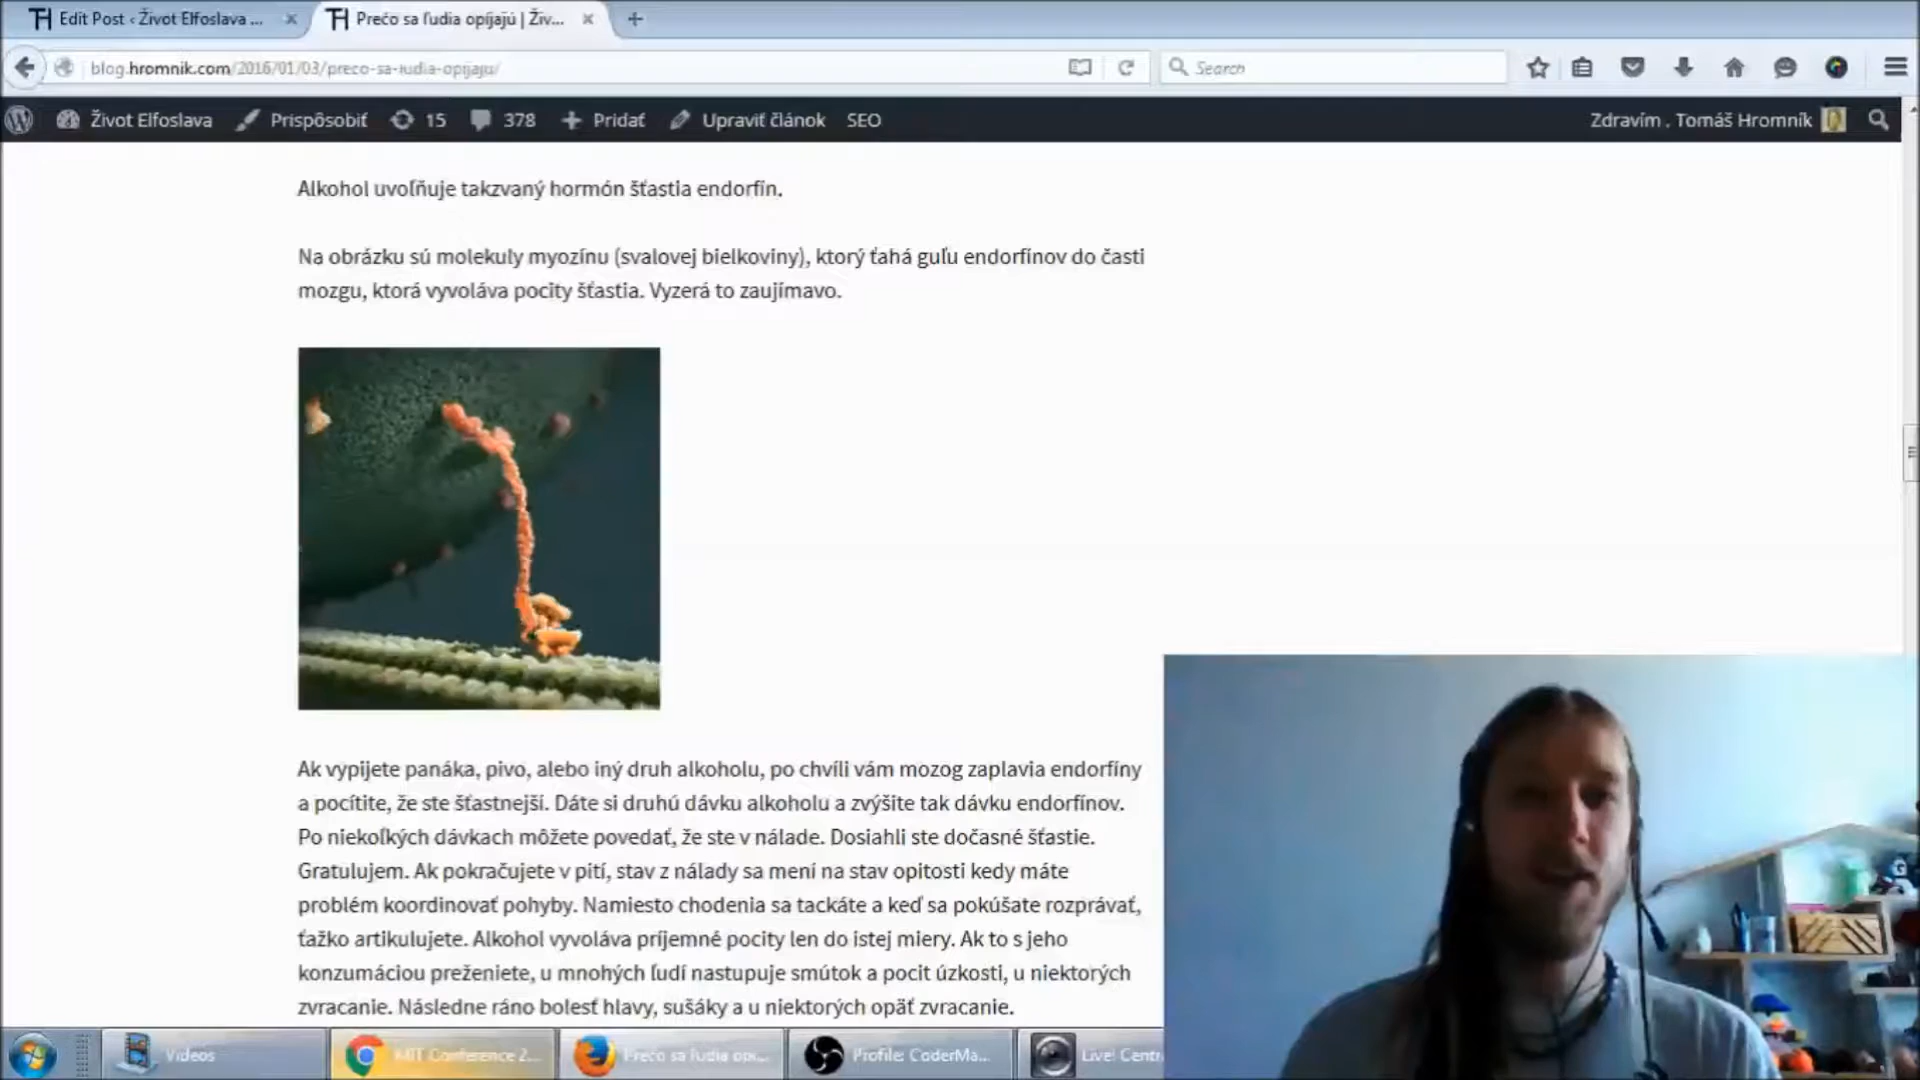 Edit Post ‹ Život Elfoslava ...
Prečo sa ľudia opíjajú | Živ...
blog.hromnik.com/2016/01/03/preco-sa-ludia-opijaju/
Search
Život Elfoslava
Prispôsobiť
15
378
Pridať
Upraviť článok
SEO
Zdravím , Tomáš Hromník
Alkohol uvoľňuje takzvaný hormón šťastia endorfín.
Na obrázku sú molekuly myozínu (svalovej bielkoviny), ktorý ťahá guľu endorfínov do časti
mozgu, ktorá vyvoláva pocity šťastia. Vyzerá to zaujímavo.
Ak vypijete panáka, pivo, alebo iný druh alkoholu, po chvíli vám mozog zaplavia endorfíny
a pocítite, že ste šťastnejší. Dáte si druhú dávku alkoholu a zvýšite tak dávku endorfínov.
Po niekoľkých dávkach môžete povedať, že ste v nálade. Dosiahli ste dočasné šťastie.
Gratulujem. Ak pokračujete v pití, stav z nálady sa mení na stav opitosti kedy máte
problém koordinovať pohyby. Namiesto chodenia sa tackáte a keď sa pokúšate rozprávať,
ťažko artikulujete. Alkohol vyvoláva príjemné pocity len do istej miery. Ak to s jeho
konzumáciou preženiete, u mnohých ľudí nastupuje smútok a pocit úzkosti, u niektorých
zvracanie. Následne ráno bolesť hlavy, sušáky a u niektorých opäť zvracanie.
Videos
MIT Conference 2...
Prečo sa ľudia opí...
Profile: CoderMa...
Live! Centr